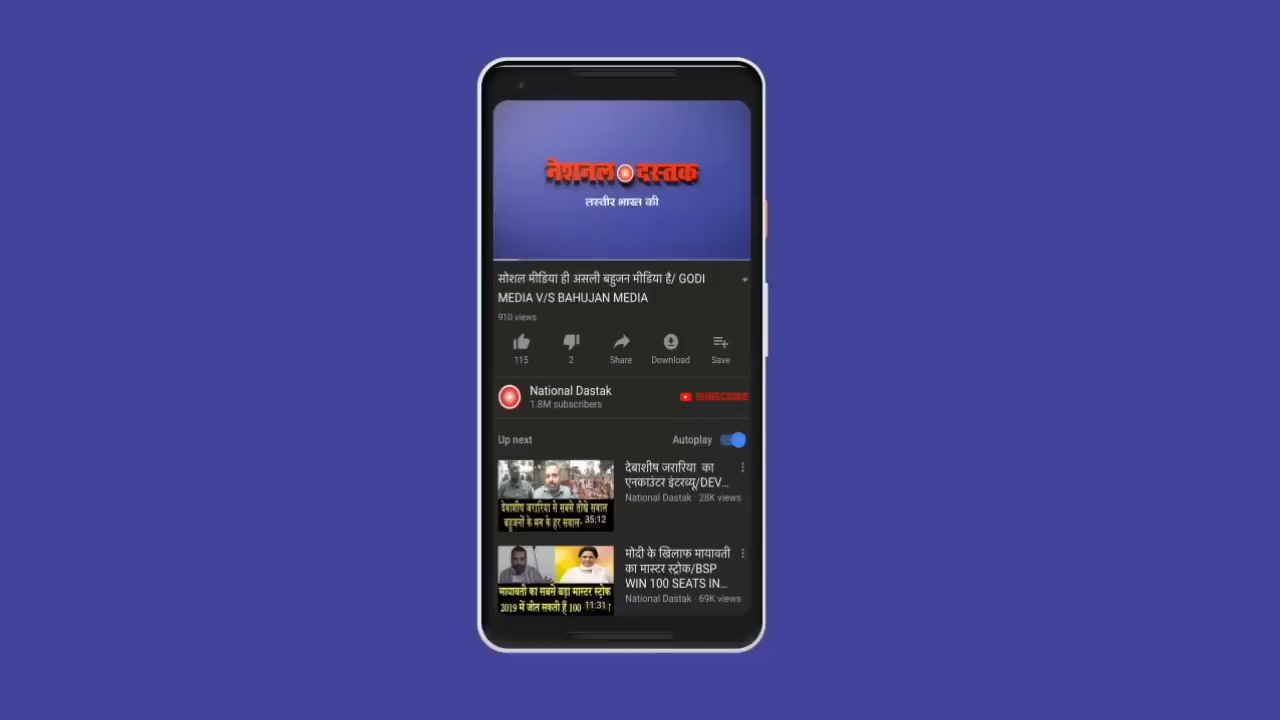 नेशनल दस्तक
तस्वीर भारत की
सोशल मीडिया ही असली बहुजन मीडिया है/ GODI
MEDIA V/S BAHUJAN MEDIA
910 views
115
2
Share
Download
Save
National Dastak
1.8M subscribers
SUBSCRIBE
Up next
Autoplay
देबाशीष जरारिया का
एनकाउंटर इंटरव्यू/DEV...
National Dastak · 28K views
देबाशीष जरारिया से सबसे तीखे सवाल
बहुजनों के मन के हर सवाल-
35:12
मोदी के खिलाफ मायावती
का मास्टर स्ट्रोक/BSP
WIN 100 SEATS IN...
National Dastak · 69K views
मायावती का सबसे बड़ा मास्टर स्ट्रोक
2019 में जीत सकती हैं 100
11:31